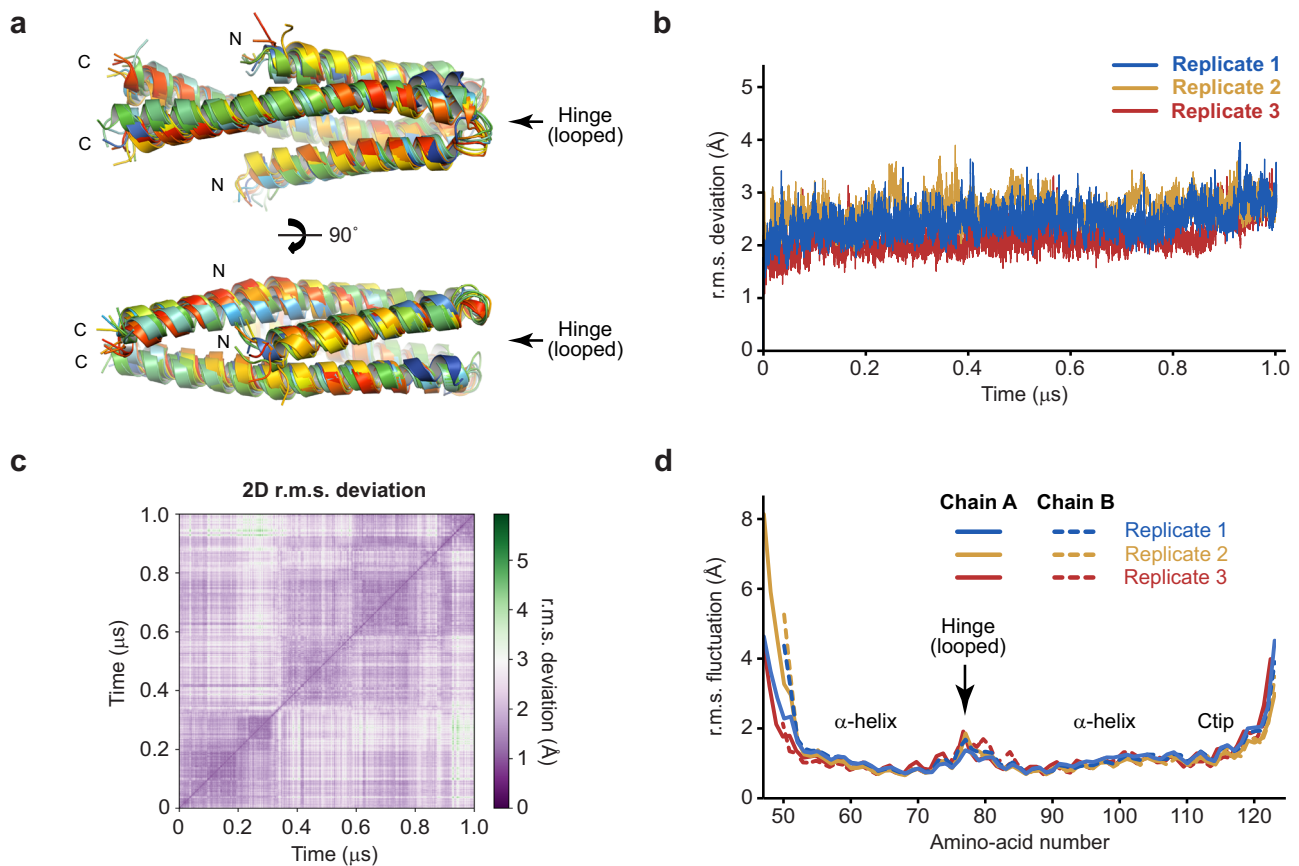 a
N
C
C
Hinge
(looped)
N
90°
N
C
N
C
Hinge
(looped)
b
Replicate 1
Replicate 2
Replicate 3
r.m.s. deviation (Å)
5
4
3
2
1
0
0
0.2
0.4
0.6
0.8
1.0
Time (μs)
c
2D r.m.s. deviation
Time (μs)
1.0
0.8
0.6
0.4
0.2
0
0
0.2
0.4
0.6
0.8
1.0
Time (μs)
5
4
3
2
1
0
r.m.s. deviation (Å)
d
Chain A Chain B
Replicate 1
Replicate 2
Replicate 3
r.m.s. fluctuation (Å)
8
6
4
2
0
Hinge
(looped)
α-helix
α-helix
Ctip
50
60
70
80
90
100
110
120
Amino-acid number